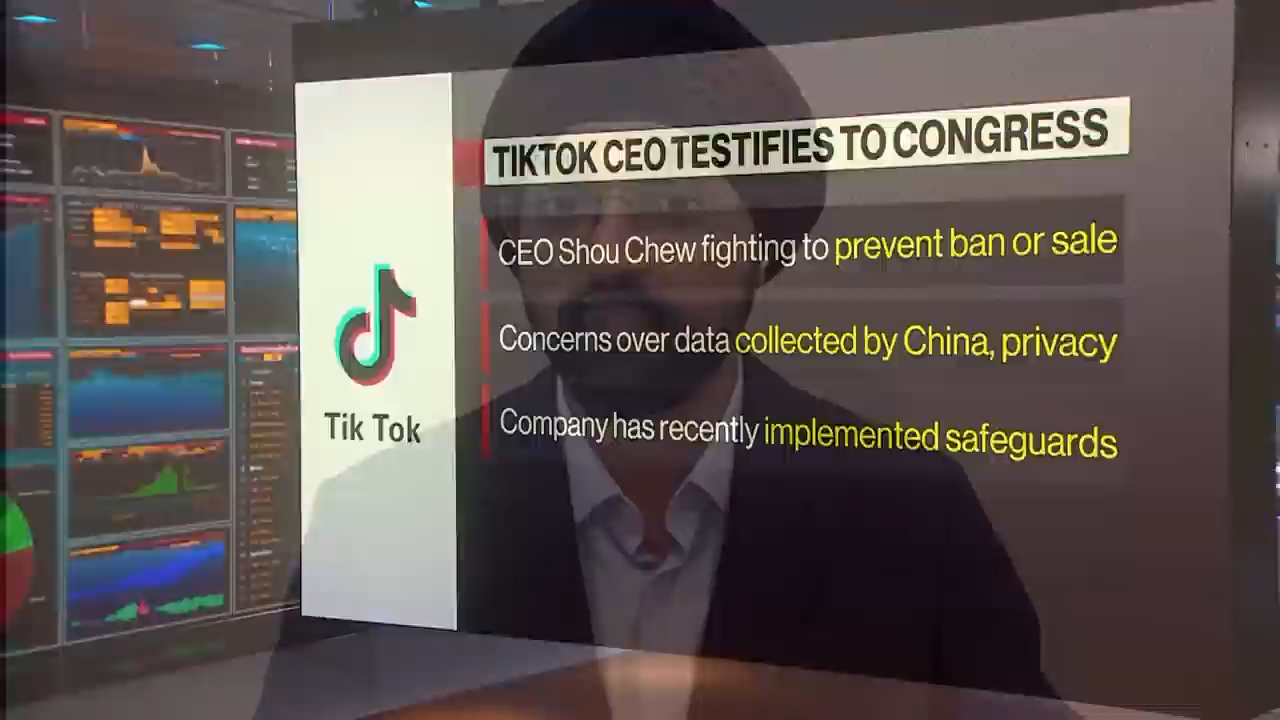 TIKTOK CEO TESTIFIES TO CONGRESS
CEO Shou Chew fighting to prevent ban or sale
Concerns over data collected by China, privacy
Company has recently implemented safeguards
Tik Tok